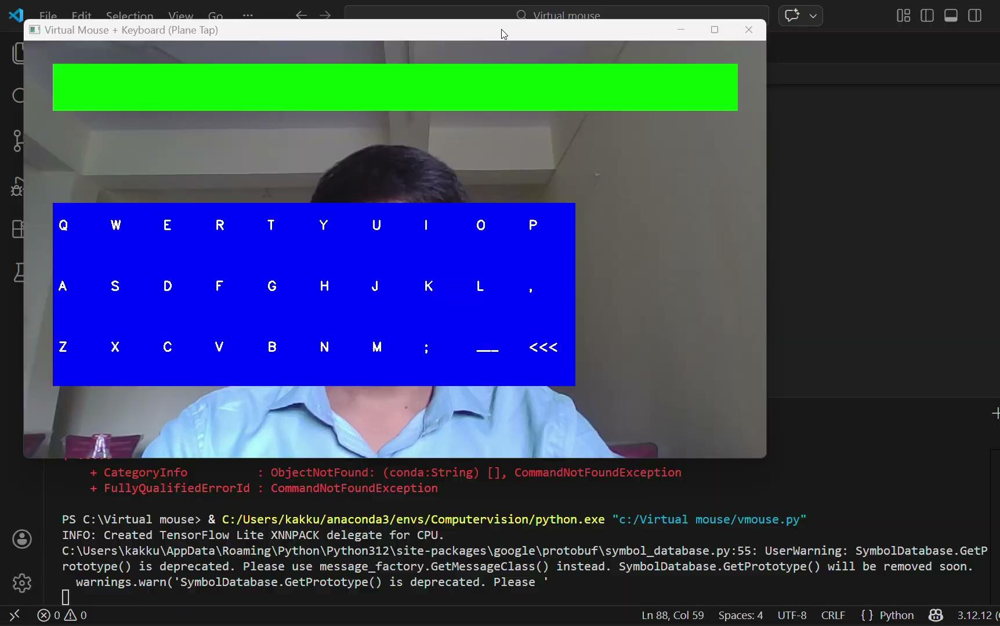 File Edit Selection View Go ··· Virtual mouse
Virtual Mouse + Keyboard (Plane Tap)
Q W E R T Y U I O P
A S D F G H J K L ,
Z X C V B N M ; __ <<<
+ CategoryInfo : ObjectNotFound: (conda:String) [], CommandNotFoundException
+ FullyQualifiedErrorId : CommandNotFoundException
PS C:\Virtual mouse> & C:/Users/kakku/anaconda3/envs/Computervision/python.exe "c:/Virtual mouse/vmouse.py"
INFO: Created TensorFlow Lite XNNPACK delegate for CPU.
C:\Users\kakku\AppData\Roaming\Python\Python312\site-packages\google\protobuf\symbol_database.py:55: UserWarning: SymbolDatabase.GetP
rototype() is deprecated. Please use message_factory.GetMessageClass() instead. SymbolDatabase.GetPrototype() will be removed soon.
warnings.warn('SymbolDatabase.GetPrototype() is deprecated. Please '
0 0 Ln 88, Col 59 Spaces: 4 UTF-8 CRLF { } Python 3.12.12